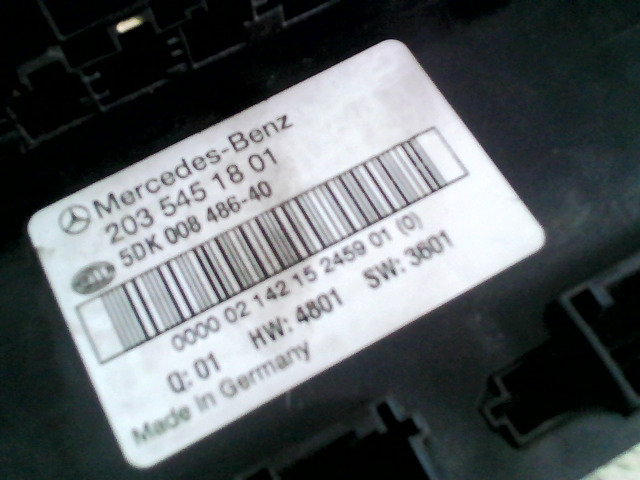 Mercedes-Benz
203 545 18 01
5DK 008 486-40
0000 02 142 15 2459 01 (0)
Q: 01 HW: 4801 SW: 3601
Made in Germany